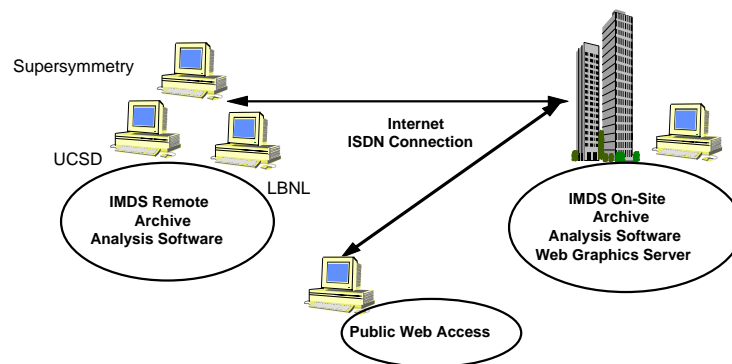 Supersymmetry
UCSD
LBNL
IMDS Remote
Archive
Analysis Software
Internet
ISDN Connection
IMDS On-Site
Archive
Analysis Software
Web Graphics Server
Public Web Access